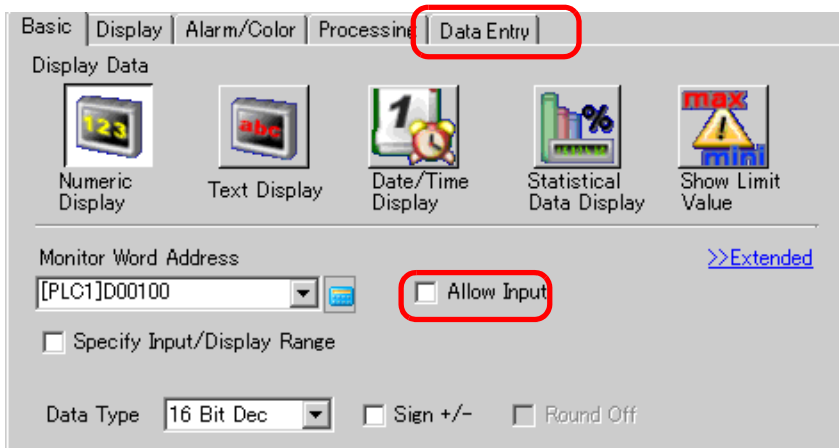 Basic Display Alarm/Color Processing Data Entry
Display Data
123 abc 1 % max mini
Numeric Display
Text Display
Date/Time Display
Statistical Data Display
Show Limit Value
Monitor Word Address >>Extended
[PLC1]D00100 Allow Input
Specify Input/Display Range
Data Type 16 Bit Dec Sign +/- Round Off